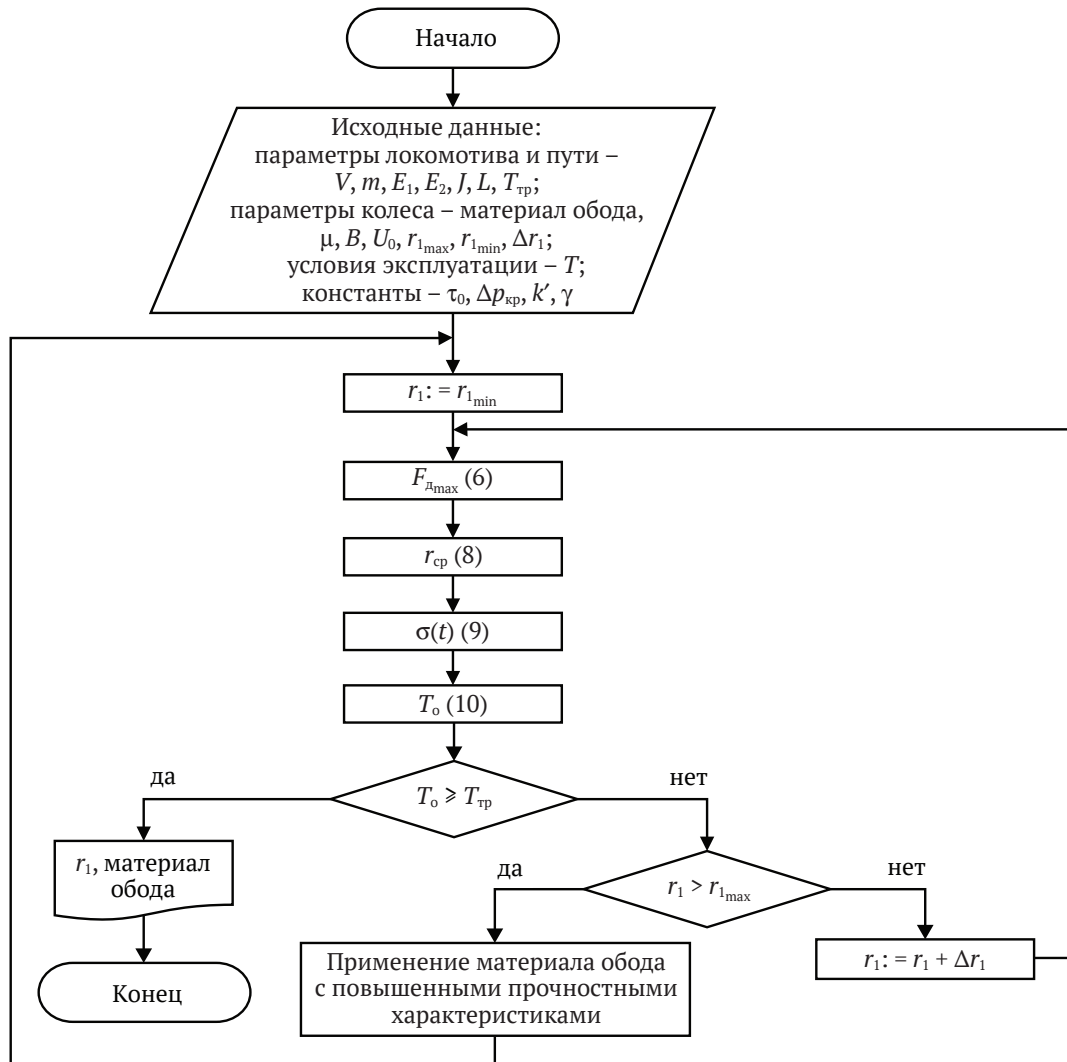 Начало
Исходные данные:
параметры локомотива и пути –
V, m, E₁, E₂, J, L, Tтр;
параметры колеса – материал обода,
μ, B, U₀, r₁max, r₁min, Δr₁;
условия эксплуатации – T;
константы – τ₀, Δpкр, k′, γ
r₁: = r₁min
Fдmax (6)
rср (8)
σ(t) (9)
Tо (10)
да
нет
Tо ⩾ Tтр
r₁, материал
обода
да
нет
r₁ > r₁max
Конец
Применение материала обода
с повышенными прочностными
характеристиками
r₁: = r₁ + Δr₁